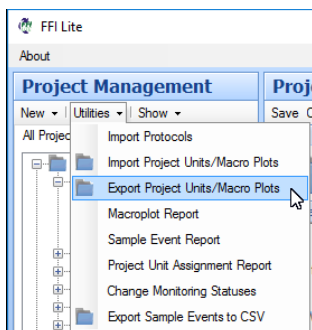 FFI Lite
About
Project Management
Proj
New Utilities Show
Save C
All Projec
Import Protocols
Import Project Units/Macro Plots
Export Project Units/Macro Plots
Macroplot Report
Sample Event Report
Project Unit Assignment Report
Change Monitoring Statuses
Export Sample Events to CSV